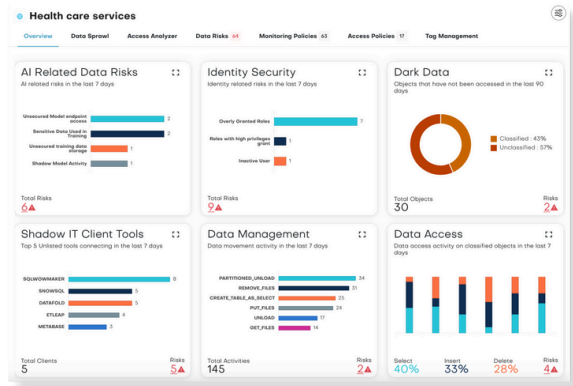 Health care services
Overview
Data Sprawl
Access Analyzer
Data Risks 64
Monitoring Policies 63
Access Policies 17
Tag Management
AI Related Data Risks
AI related risks in the last 7 days
Unsecured Model endpoint
access
2
Sensitive Data Used in
Training
2
Unsecured training data
storage
1
Shadow Model Activity
1
Total Risks
6
Identity Security
Identity related risks in the last 7 days
Overly Granted Roles
7
Roles with high privileges
grant
1
Inactive User
1
Total Risks
9
Dark Data
Objects that have not been accessed in the last 90
days
Classified : 43%
Unclassified : 57%
Total Objects
30
Risks
2
Shadow IT Client Tools
Top 5 Unlisted tools connecting in the last 7 days
SQLWOWMAKER
8
SNOWSQL
5
DATAFOLD
5
ETLEAP
4
METABASE
3
Total Clients
5
Risks
5
Data Management
Data movement activity in the last 7 days
PARTITIONED_UNLOAD
34
REMOVE_FILES
31
CREATE_TABLE_AS_SELECT
25
PUT_FILES
24
UNLOAD
17
GET_FILES
14
Total Activities
145
Risks
2
Data Access
Data access activity on classified objects in the last 7
days
Select
40%
Insert
33%
Delete
28%
Risks
4